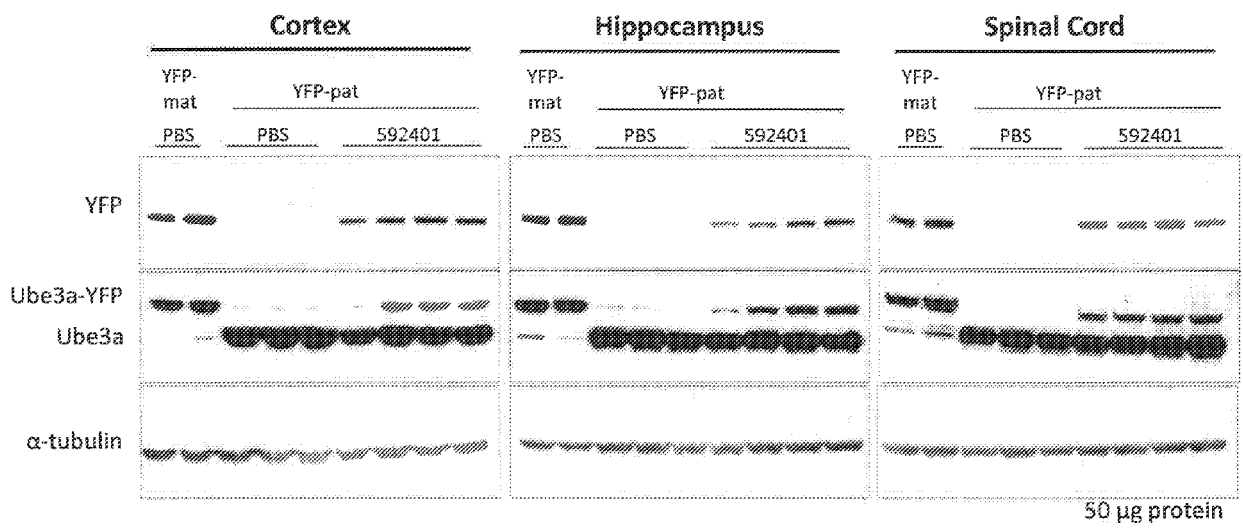 Cortex Hippocampus Spinal Cord
YFP-
mat YFP-pat YFP-
mat YFP-pat YFP-
mat YFP-pat
PBS PBS 592401 PBS PBS 592401 PBS PBS 592401
YFP
Ube3a-YFP
Ube3a
α-tubulin
50 µg protein